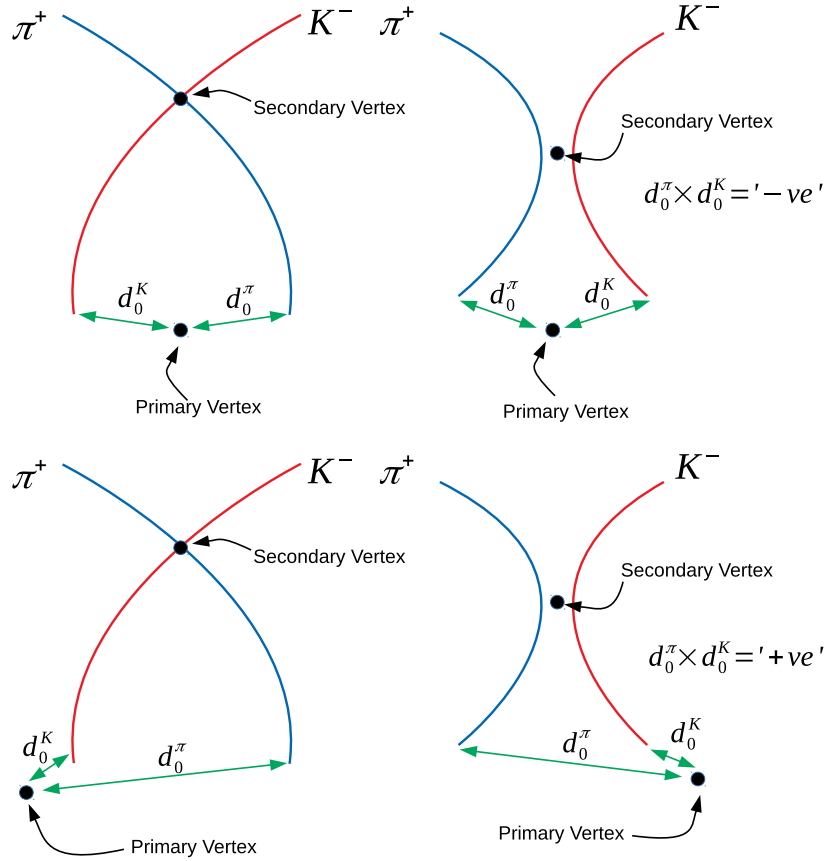 π⁺ K⁻ π⁺ K⁻
Secondary Vertex
Secondary Vertex
d₀^π × d₀^K = '−ve'
d₀^K d₀^π d₀^π d₀^K
Primary Vertex
Primary Vertex
π⁺ K⁻ π⁺ K⁻
Secondary Vertex
Secondary Vertex
d₀^π × d₀^K = '+ve'
d₀^K d₀^π d₀^π d₀^K
Primary Vertex
Primary Vertex